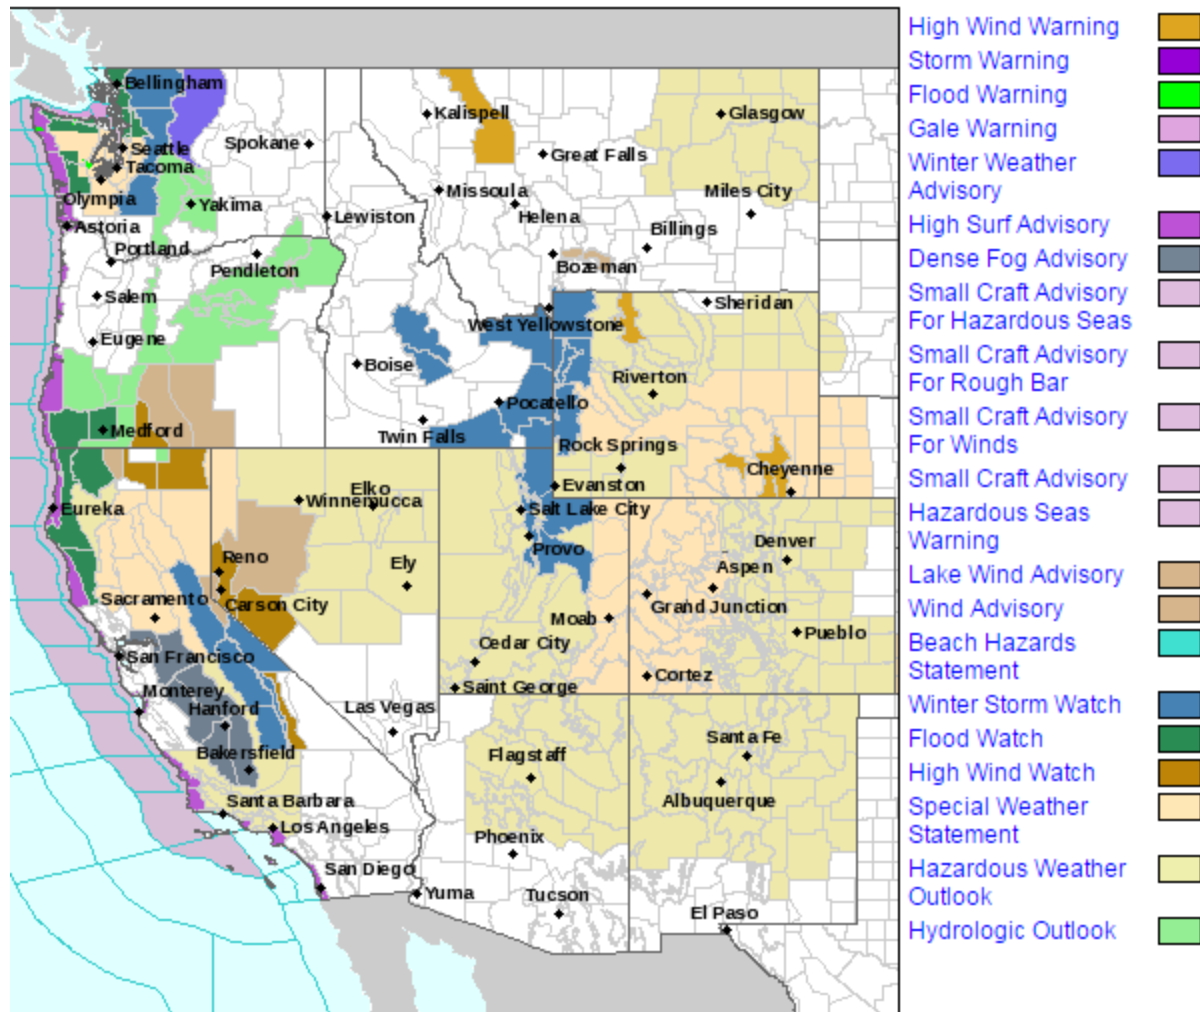 Bellingham
Kalispell
Glasgow
Spokane
Seattle
Great Falls
Tacoma
Missoula
Miles City
Olympia
Yakima
Lewiston
Helena
Astoria
Billings
Portland
Pendleton
Bozeman
Salem
Sheridan
West Yellowstone
Eugene
Boise
Riverton
Pocatello
Medford
Twin Falls
Rock Springs
Cheyenne
Elko
Evanston
Winnemucca
Eureka
Salt Lake City
Reno
Provo
Denver
Ely
Aspen
Sacramento
Carson City
Grand Junction
Moab
Pueblo
Cedar City
San Francisco
Cortez
Monterey
Saint George
Hanford
Las Vegas
Santa Fe
Bakersfield
Flagstaff
Santa Barbara
Albuquerque
Los Angeles
Phoenix
San Diego
Yuma
Tucson
El Paso
High Wind Warning
Storm Warning
Flood Warning
Gale Warning
Winter Weather
Advisory
High Surf Advisory
Dense Fog Advisory
Small Craft Advisory
For Hazardous Seas
Small Craft Advisory
For Rough Bar
Small Craft Advisory
For Winds
Small Craft Advisory
Hazardous Seas
Warning
Lake Wind Advisory
Wind Advisory
Beach Hazards
Statement
Winter Storm Watch
Flood Watch
High Wind Watch
Special Weather
Statement
Hazardous Weather
Outlook
Hydrologic Outlook